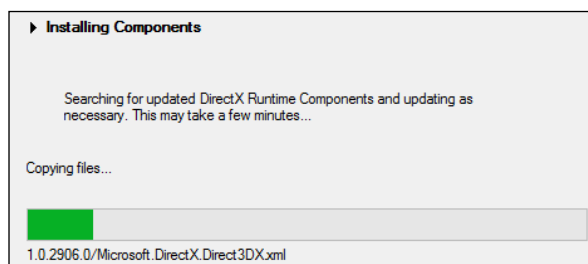 Installing Components
Searching for updated DirectX Runtime Components and updating as
necessary. This may take a few minutes...
Copying files...
1.0.2906.0/Microsoft.DirectX.Direct3DX.xml